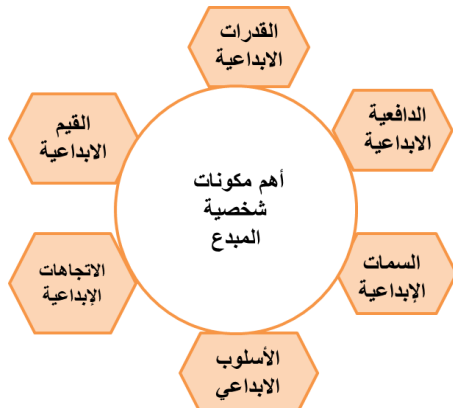 القدرات
الابداعية
الدافعية
الابداعية
القيم
الابداعية
أهم مكونات
شخصية
المبدع
السمات
الإبداعية
الاتجاهات
الإبداعية
الأسلوب
الابداعي